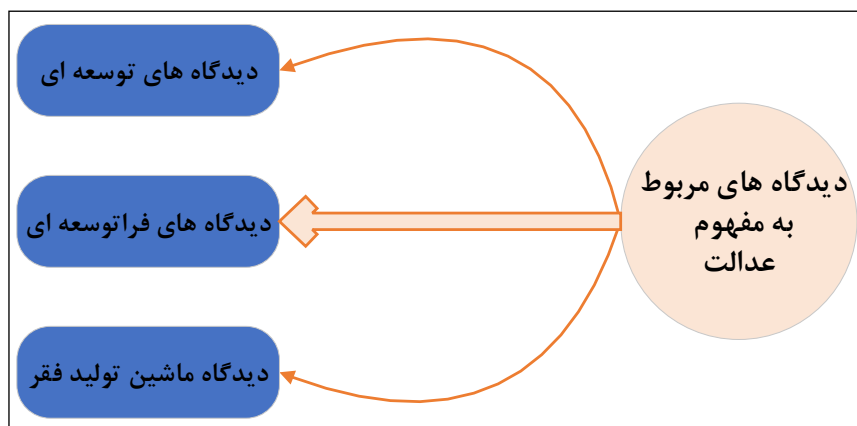 دیدگاه های مربوط
به مفهوم
عدالت
دیدگاه های توسعه ای
دیدگاه های فراتوسعه ای
دیدگاه ماشین تولید فقر